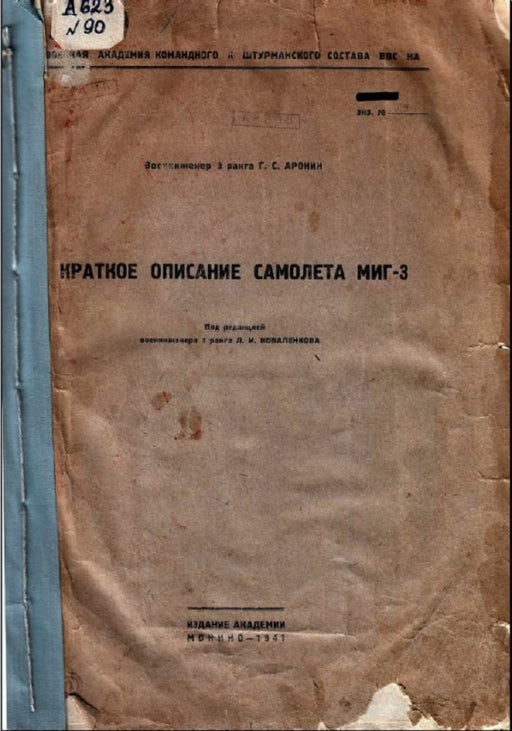 А623
№90
ВОЕННАЯ АКАДЕМИЯ КОМАНДНОГО И ШТУРМАНСКОГО СОСТАВА ВВС КА
ЭКЗ. №
Военинженер 3 ранга Г. С. АРОНИН
КРАТКОЕ ОПИСАНИЕ САМОЛЕТА МИГ-3
Под редакцией
военинженера 1 ранга Л. И. КОВАЛЕНКОВА
ИЗДАНИЕ АКАДЕМИИ
МОНИНО—1941